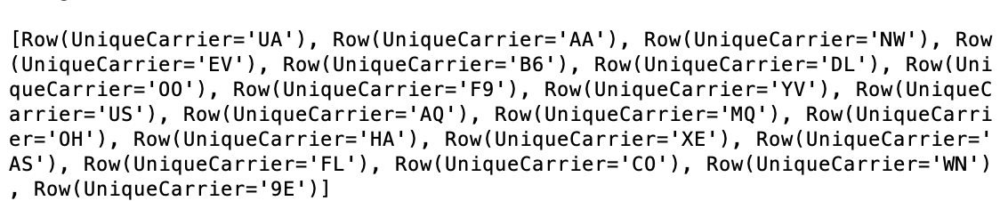 [Row(UniqueCarrier='UA'), Row(UniqueCarrier='AA'), Row(UniqueCarrier='NW'), Row
(UniqueCarrier='EV'), Row(UniqueCarrier='B6'), Row(UniqueCarrier='DL'), Row(Uni
queCarrier='OO'), Row(UniqueCarrier='F9'), Row(UniqueCarrier='YV'), Row(UniqueC
arrier='US'), Row(UniqueCarrier='AQ'), Row(UniqueCarrier='MQ'), Row(UniqueCarri
er='OH'), Row(UniqueCarrier='HA'), Row(UniqueCarrier='XE'), Row(UniqueCarrier='
AS'), Row(UniqueCarrier='FL'), Row(UniqueCarrier='CO'), Row(UniqueCarrier='WN')
, Row(UniqueCarrier='9E')]